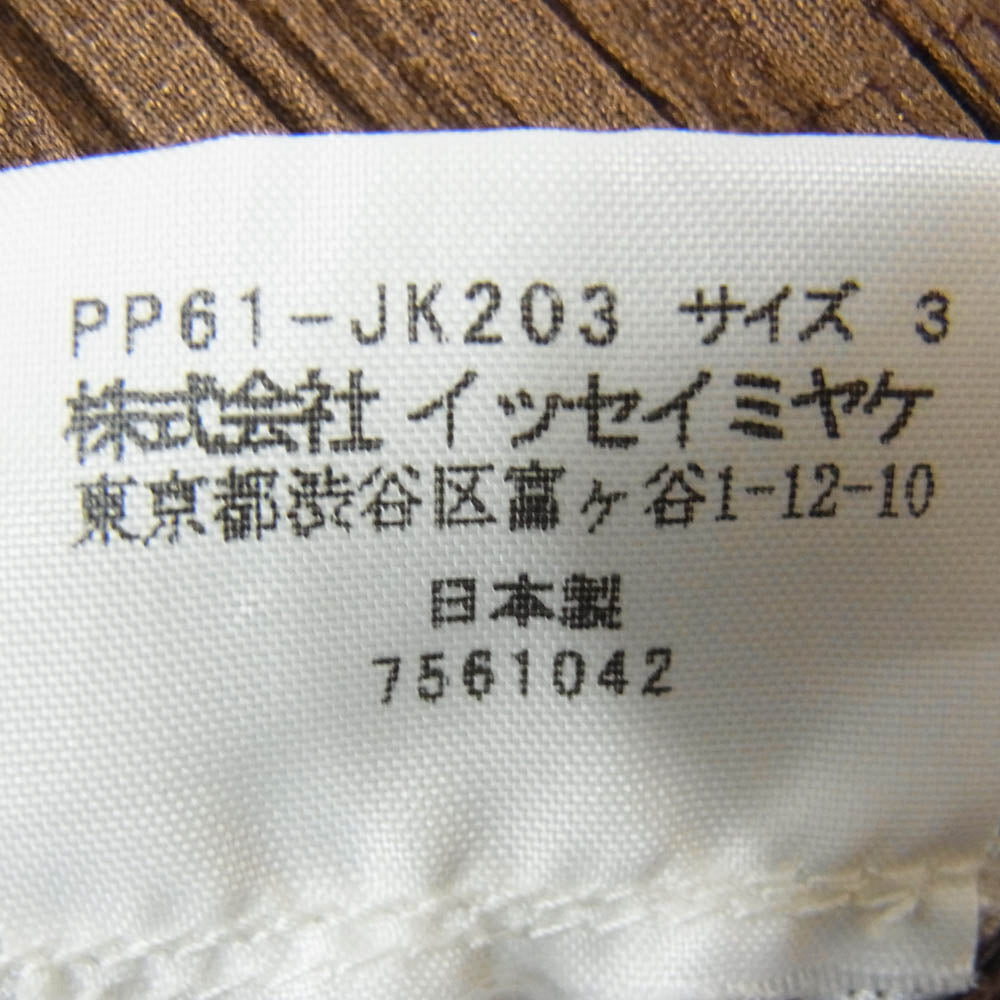 PP61-JK203 サイズ 3
株式会社 イッセイミヤケ
東京都渋谷区富ヶ谷1-12-10
日本製
7561042